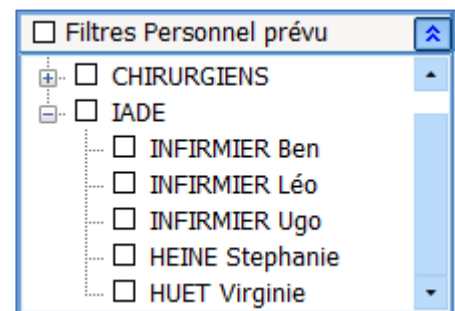 Filtres Personnel prévu
CHIRURGIENS
IADE
INFIRMIER Ben
INFIRMIER Léo
INFIRMIER Ugo
HEINE Stephanie
HUET Virginie